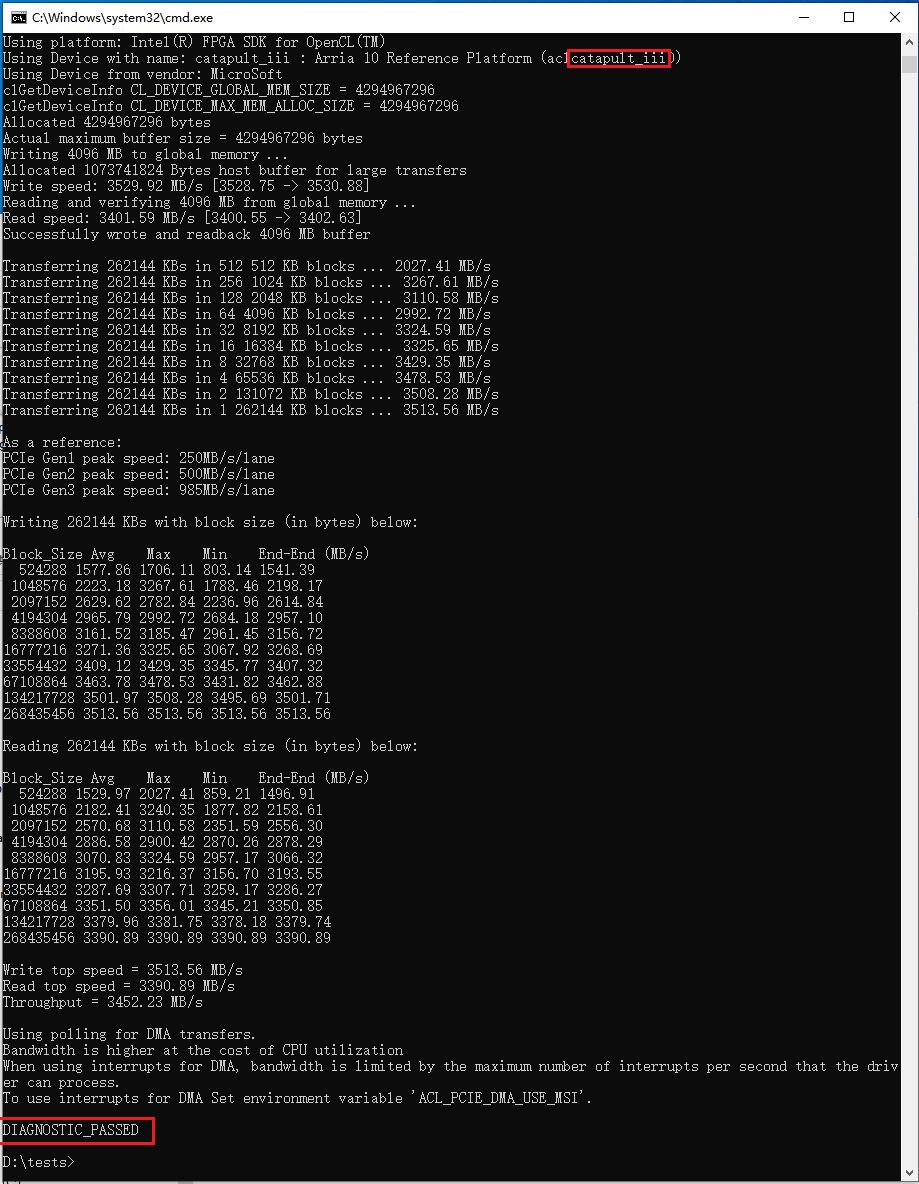 C:\Windows\system32\cmd.exe
Using platform: Intel(R) FPGA SDK for OpenCL(TM)
Using Device with name: catapult_iii : Arria 10 Reference Platform (aclcatapult_iii0)
Using Device from vendor: MicroSoft
clGetDeviceInfo CL_DEVICE_GLOBAL_MEM_SIZE = 4294967296
clGetDeviceInfo CL_DEVICE_MAX_MEM_ALLOC_SIZE = 4294967296
Allocated 4294967296 bytes
Actual maximum buffer size = 4294967296 bytes
Writing 4096 MB to global memory ...
Allocated 1073741824 Bytes host buffer for large transfers
Write speed: 3529.92 MB/s [3528.75 -> 3530.88]
Reading and verifying 4096 MB from global memory ...
Read speed: 3401.59 MB/s [3400.55 -> 3402.63]
Successfully wrote and readback 4096 MB buffer
Transferring 262144 KBs in 512 512 KB blocks ... 2027.41 MB/s
Transferring 262144 KBs in 256 1024 KB blocks ... 3267.61 MB/s
Transferring 262144 KBs in 128 2048 KB blocks ... 3110.58 MB/s
Transferring 262144 KBs in 64 4096 KB blocks ... 2992.72 MB/s
Transferring 262144 KBs in 32 8192 KB blocks ... 3324.59 MB/s
Transferring 262144 KBs in 16 16384 KB blocks ... 3325.65 MB/s
Transferring 262144 KBs in 8 32768 KB blocks ... 3429.35 MB/s
Transferring 262144 KBs in 4 65536 KB blocks ... 3478.53 MB/s
Transferring 262144 KBs in 2 131072 KB blocks ... 3508.28 MB/s
Transferring 262144 KBs in 1 262144 KB blocks ... 3513.56 MB/s
As a reference:
PCIe Gen1 peak speed: 250MB/s/lane
PCIe Gen2 peak speed: 500MB/s/lane
PCIe Gen3 peak speed: 985MB/s/lane
Writing 262144 KBs with block size (in bytes) below:
Block_Size Avg Max Min End-End (MB/s)
524288 1577.86 1706.11 803.14 1541.39
1048576 2223.18 3267.61 1788.46 2198.17
2097152 2629.62 2782.84 2236.96 2614.84
4194304 2965.79 2992.72 2684.18 2957.10
8388608 3161.52 3185.47 2961.45 3156.72
16777216 3271.36 3325.65 3067.92 3268.69
33554432 3409.12 3429.35 3345.77 3407.32
67108864 3463.78 3478.53 3431.82 3462.88
134217728 3501.97 3508.28 3495.69 3501.71
268435456 3513.56 3513.56 3513.56 3513.56
Reading 262144 KBs with block size (in bytes) below:
Block_Size Avg Max Min End-End (MB/s)
524288 1529.97 2027.41 859.21 1496.91
1048576 2182.41 3240.35 1877.82 2158.61
2097152 2570.68 3110.58 2351.59 2556.30
4194304 2886.58 2900.42 2870.26 2878.29
8388608 3070.83 3324.59 2957.17 3066.32
16777216 3195.93 3216.37 3156.70 3193.55
33554432 3287.69 3307.71 3259.17 3286.27
67108864 3351.50 3356.01 3345.21 3350.85
134217728 3379.96 3381.75 3378.18 3379.74
268435456 3390.89 3390.89 3390.89 3390.89
Write top speed = 3513.56 MB/s
Read top speed = 3390.89 MB/s
Throughput = 3452.23 MB/s
Using polling for DMA transfers.
Bandwidth is higher at the cost of CPU utilization
When using interrupts for DMA, bandwidth is limited by the maximum number of interrupts per second that the driv
er can process.
To use interrupts for DMA Set environment variable 'ACL_PCIE_DMA_USE_MSI'.
DIAGNOSTIC_PASSED
D:\tests>